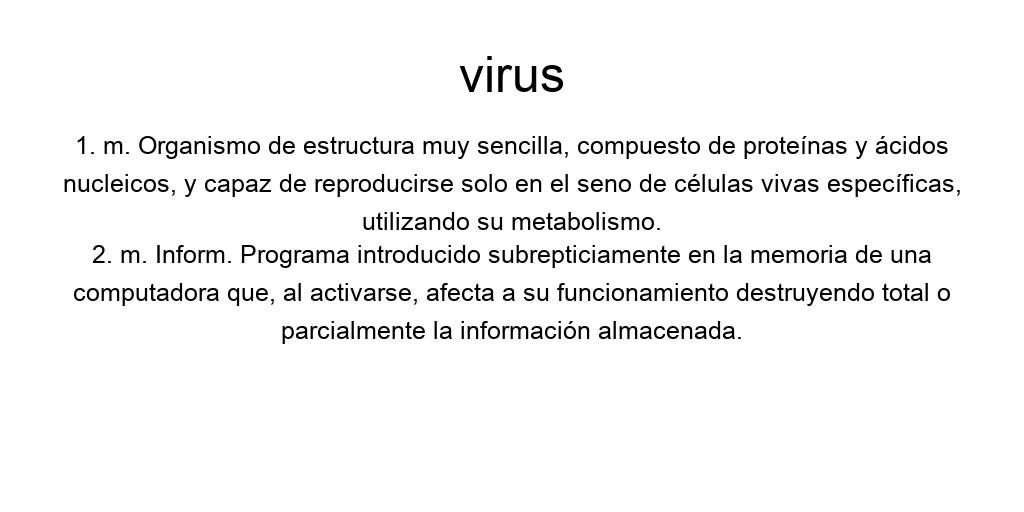 virus
1. m. Organismo de estructura muy sencilla, compuesto de proteínas y ácidos
nucleicos, y capaz de reproducirse solo en el seno de células vivas específicas,
utilizando su metabolismo.
2. m. Inform. Programa introducido subrepticiamente en la memoria de una
computadora que, al activarse, afecta a su funcionamiento destruyendo total o
parcialmente la información almacenada.